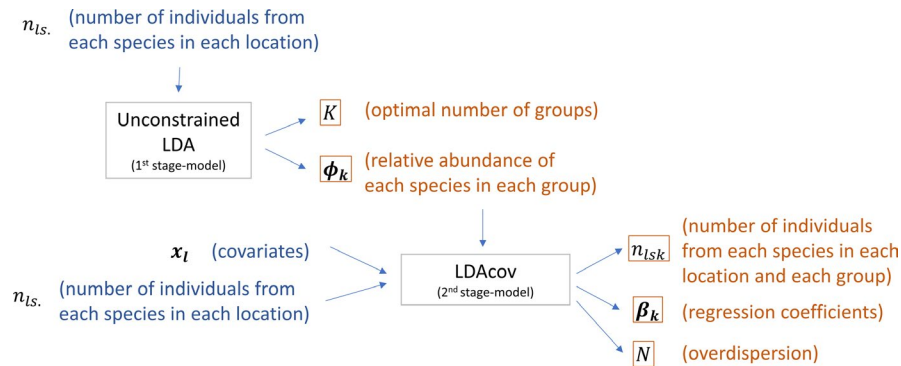 n_ls. (number of individuals from
each species in each location)
Unconstrained
LDA
(1st stage-model)
K (optimal number of groups)
ϕ_k (relative abundance of
each species in each group)
x_l (covariates)
n_ls. (number of individuals from
each species in each location)
LDAcov
(2nd stage-model)
(number of individuals
n_lsk from each species in each
location and each group)
β_k (regression coefficients)
N (overdispersion)